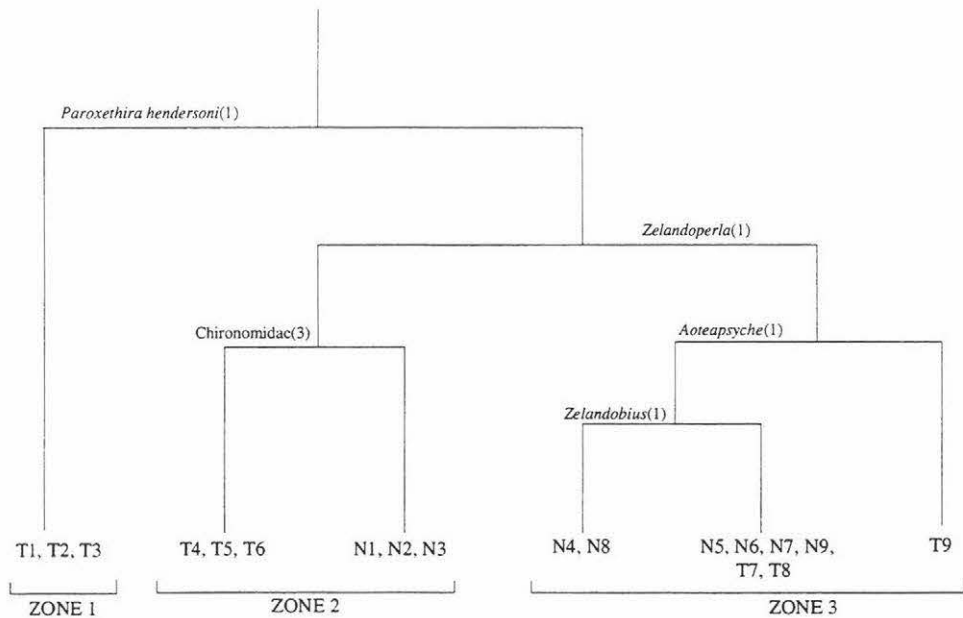 Paroxethira hendersoni(1)
Zelandoperla(1)
Chironomidac(3)
Aoteapsyche(1)
Zelandobius(1)
T1, T2, T3
T4, T5, T6
N1, N2, N3
N4, N8
N5, N6, N7, N9,
T7, T8
T9
ZONE 1
ZONE 2
ZONE 3